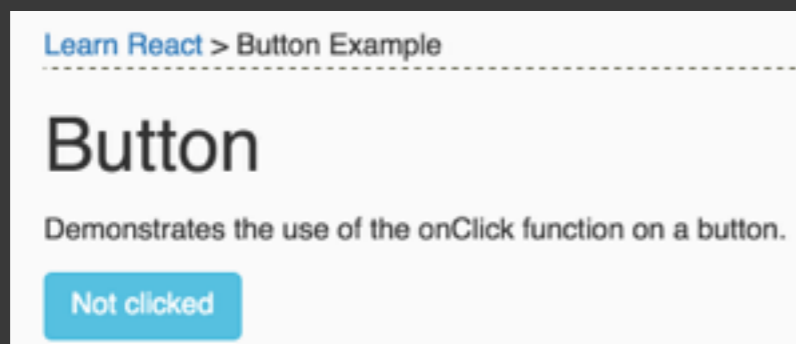 Learn React > Button Example
Button
Demonstrates the use of the onClick function on a button.
Not clicked